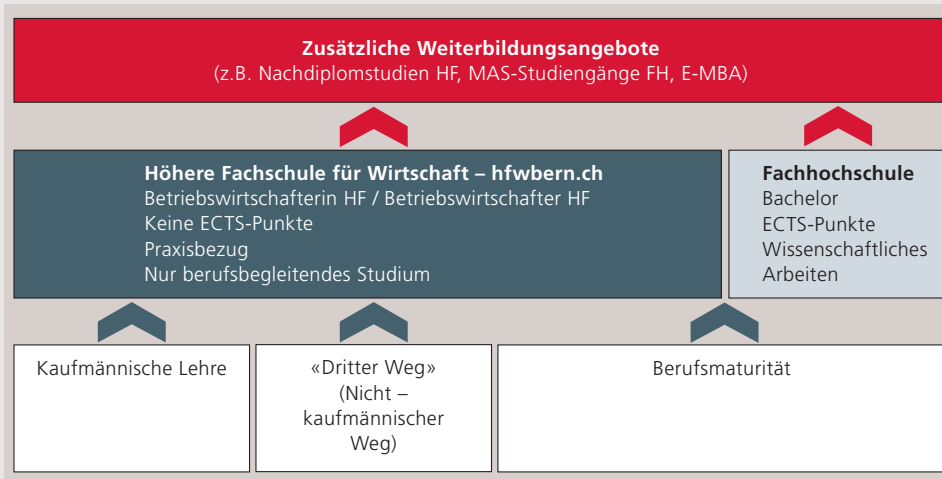 Zusätzliche Weiterbildungsangebote
(z.B. Nachdiplomstudien HF, MAS-Studiengänge FH, E-MBA)
Höhere Fachschule für Wirtschaft – hfwbern.ch
Betriebswirtschafterin HF / Betriebswirtschafter HF
Keine ECTS-Punkte
Praxisbezug
Nur berufsbegleitendes Studium
Fachhochschule
Bachelor
ECTS-Punkte
Wissenschaftliches
Arbeiten
Kaufmännische Lehre
«Dritter Weg»
(Nicht –
kaufmännischer
Weg)
Berufsmaturität